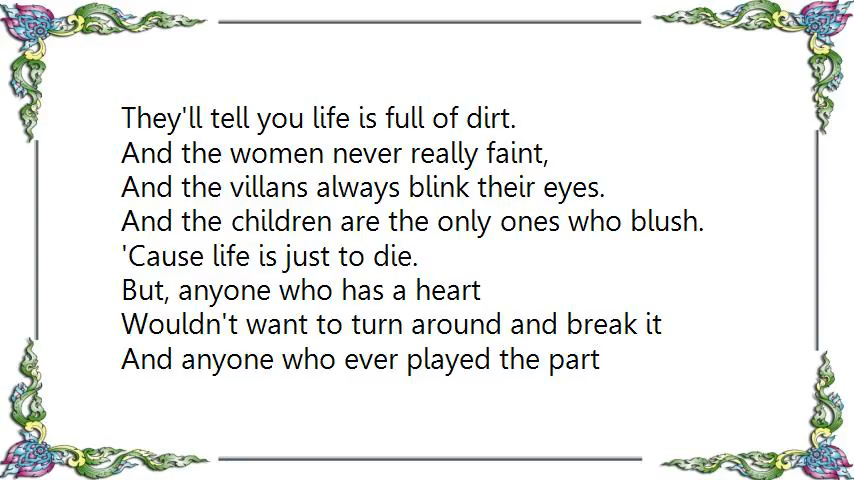 They'll tell you life is full of dirt.
And the women never really faint,
And the villans always blink their eyes.
And the children are the only ones who blush.
'Cause life is just to die.
But, anyone who has a heart
Wouldn't want to turn around and break it
And anyone who ever played the part